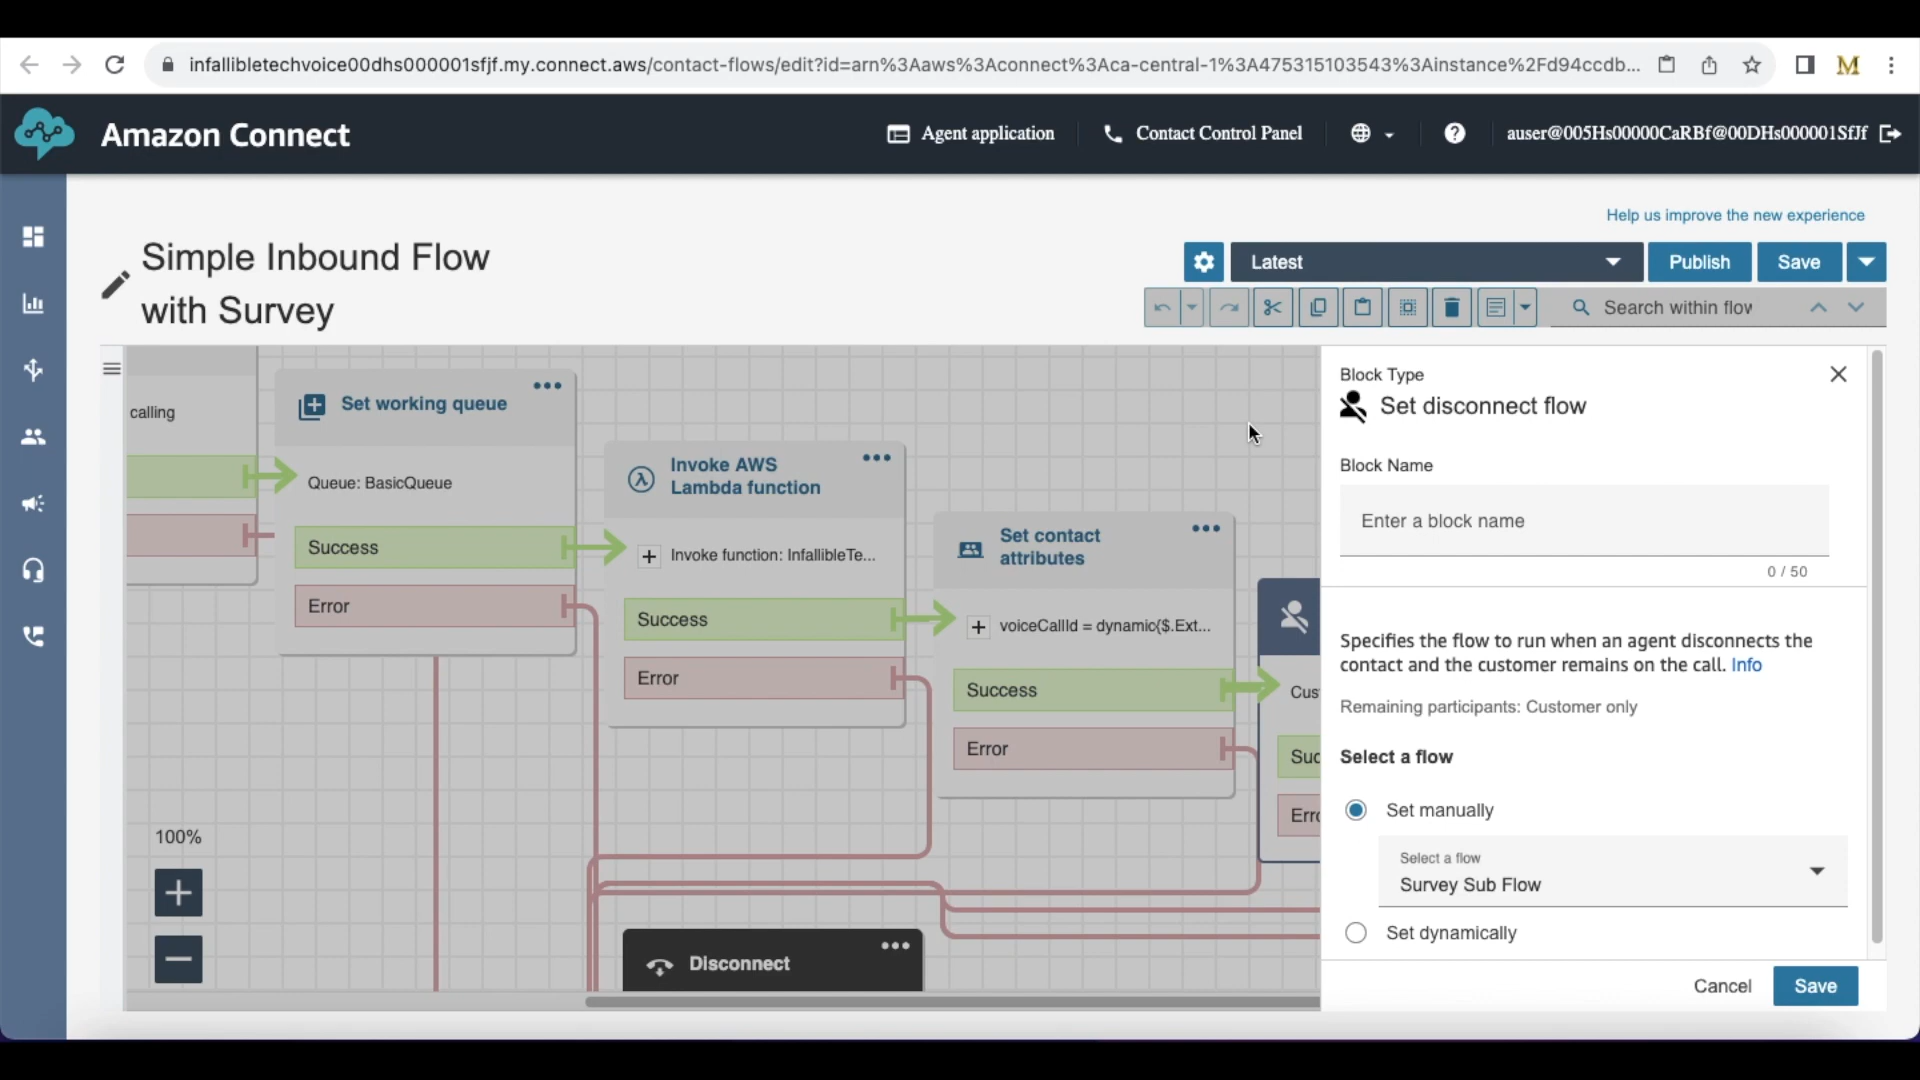 infallibletechvoice00dhs000001sfjf.my.connect.aws/contact-flows/edit?id=arn%3Aaws%3Aconnect%3Aca-central-1%3A475315103543%3Ainstance%2Fd94ccdb...
Amazon Connect
Agent application
Contact Control Panel
auser@005Hs00000CaRBf@00DHs000001SfJf
Help us improve the new experience
Simple Inbound Flow
with Survey
Latest
Publish
Save
Search within flow
calling
Set working queue
Queue: BasicQueue
Success
Error
Invoke AWS
Lambda function
Invoke function: InfallibleTe...
Success
Error
Set contact
attributes
voiceCallId = dynamic{$.Ext...
Success
Error
Cus
Suc
Erro
100%
Disconnect
Block Type
Set disconnect flow
Block Name
Enter a block name
0 / 50
Specifies the flow to run when an agent disconnects the
contact and the customer remains on the call. Info
Remaining participants: Customer only
Select a flow
Set manually
Select a flow
Survey Sub Flow
Set dynamically
Cancel
Save